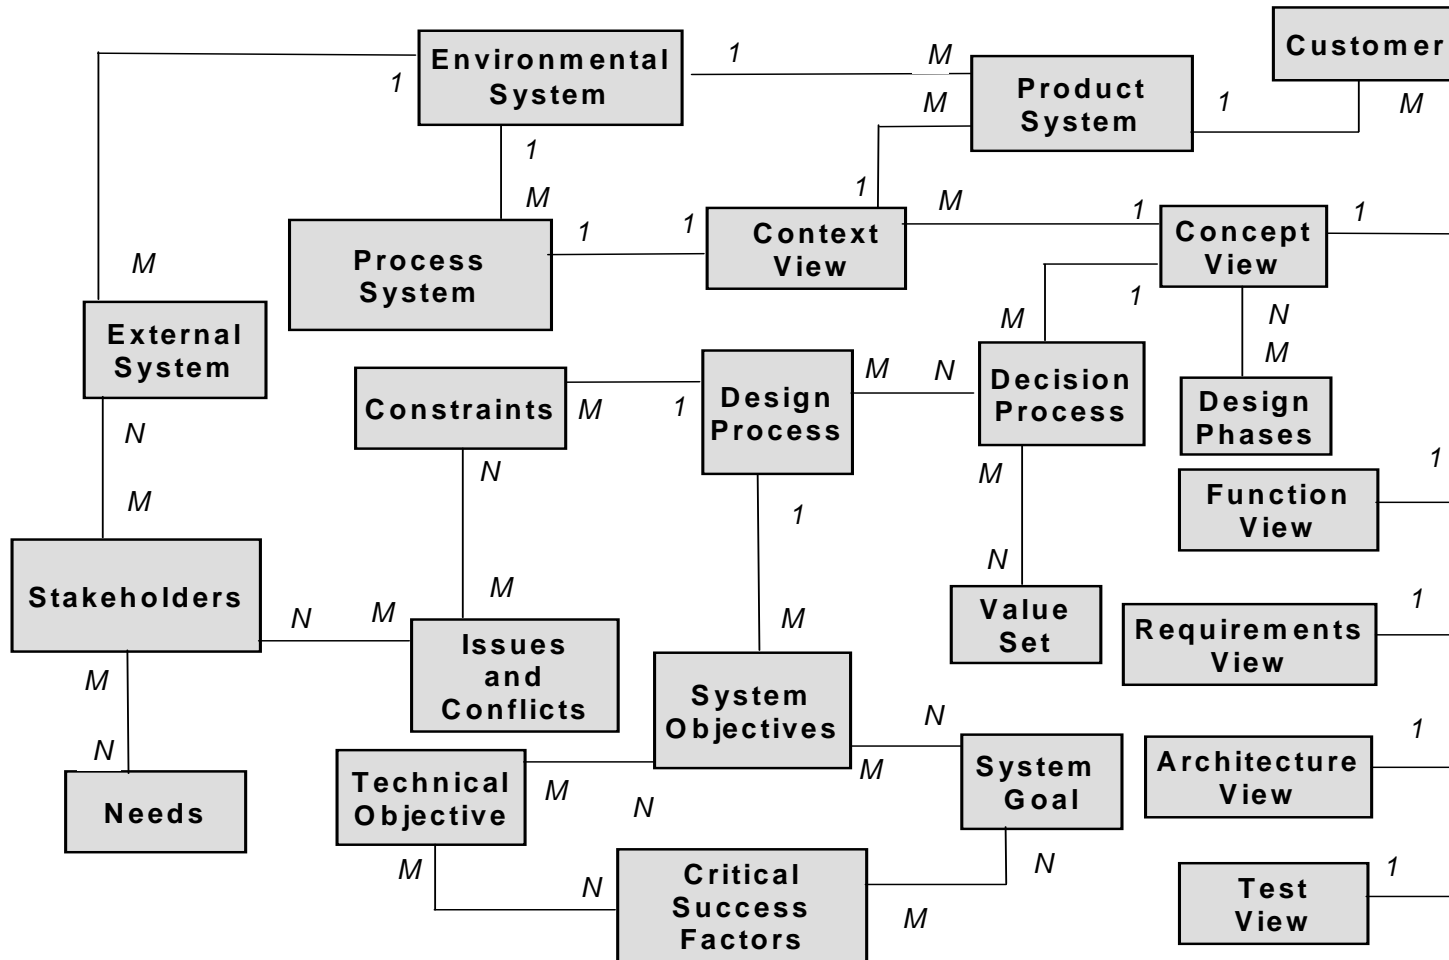 Environmental
System
1
M
Customer
1
Product
System
M
1
M
1
M
1
M
1
1
1
Process
System
Context
View
Concept
View
1
M
1
M
N
M
External
System
Constraints
M
1
Design
Process
M
N
Decision
Process
Design
Phases
N
N
M
1
M
1
Function
View
N
M
M
N
M
Stakeholders
Issues
and
Conflicts
M
System
Objectives
Value
Set
1
Requirements
View
M
N
Needs
Technical
Objective
M
N
M
N
System
Goal
1
Architecture
View
M
N
Critical
Success
Factors
M
N
1
Test
View